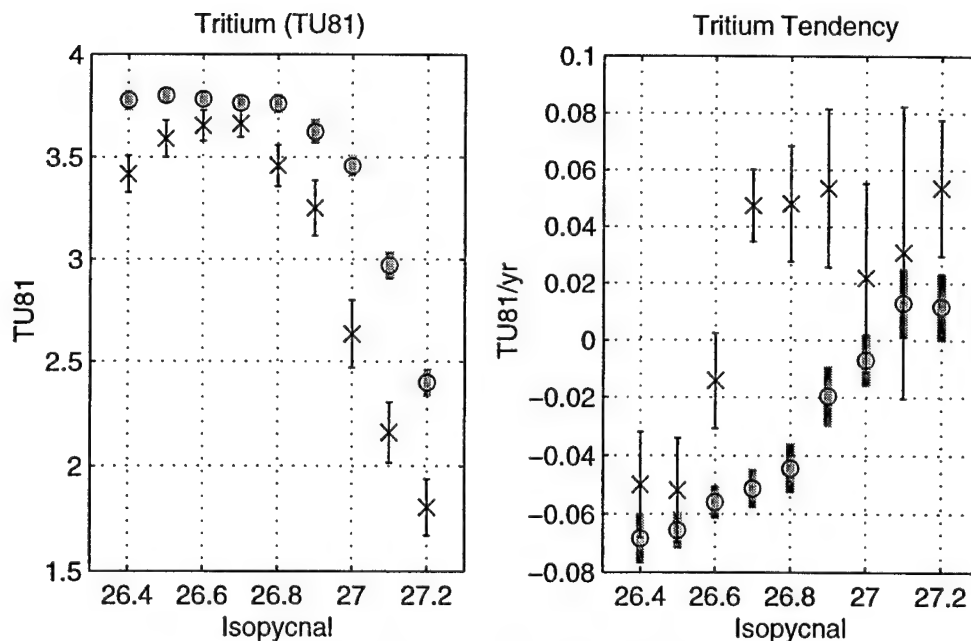 Tritium (TU81)
4
3.5
3
2.5
2
1.5
TU81
26.4 26.6 26.8 27 27.2
Isopycnal
Tritium Tendency
0.1
0.08
0.06
0.04
0.02
0
−0.02
−0.04
−0.06
−0.08
TU81/yr
26.4 26.6 26.8 27 27.2
Isopycnal